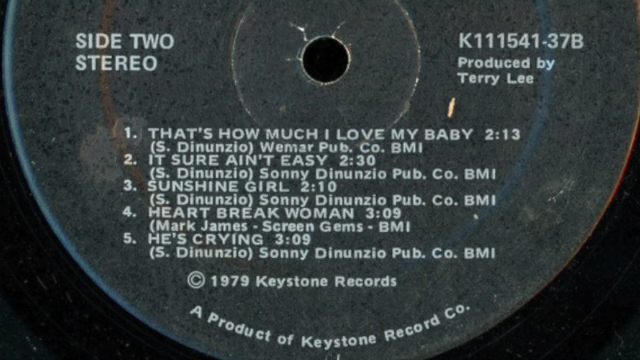 SIDE TWO
STEREO
K111541-37B
Produced by
Terry Lee
1. THAT'S HOW MUCH I LOVE MY BABY 2:13
(S. Dinunzio) Wemar Pub. Co. BMI
2. IT SURE AIN'T EASY 2:30
(S. Dinunzio) Sonny Dinunzio Pub. Co. BMI
3. SUNSHINE GIRL 2:10
(S. Dinunzio) Sonny Dinunzio Pub. Co. BMI
4. HEART BREAK WOMAN 3:09
(Mark James - Screen Gems - BMI
5. HE'S CRYING 3:09
(S. Dinunzio) Sonny Dinunzio Pub. Co. BMI
© 1979 Keystone Records
A Product of Keystone Record Co.